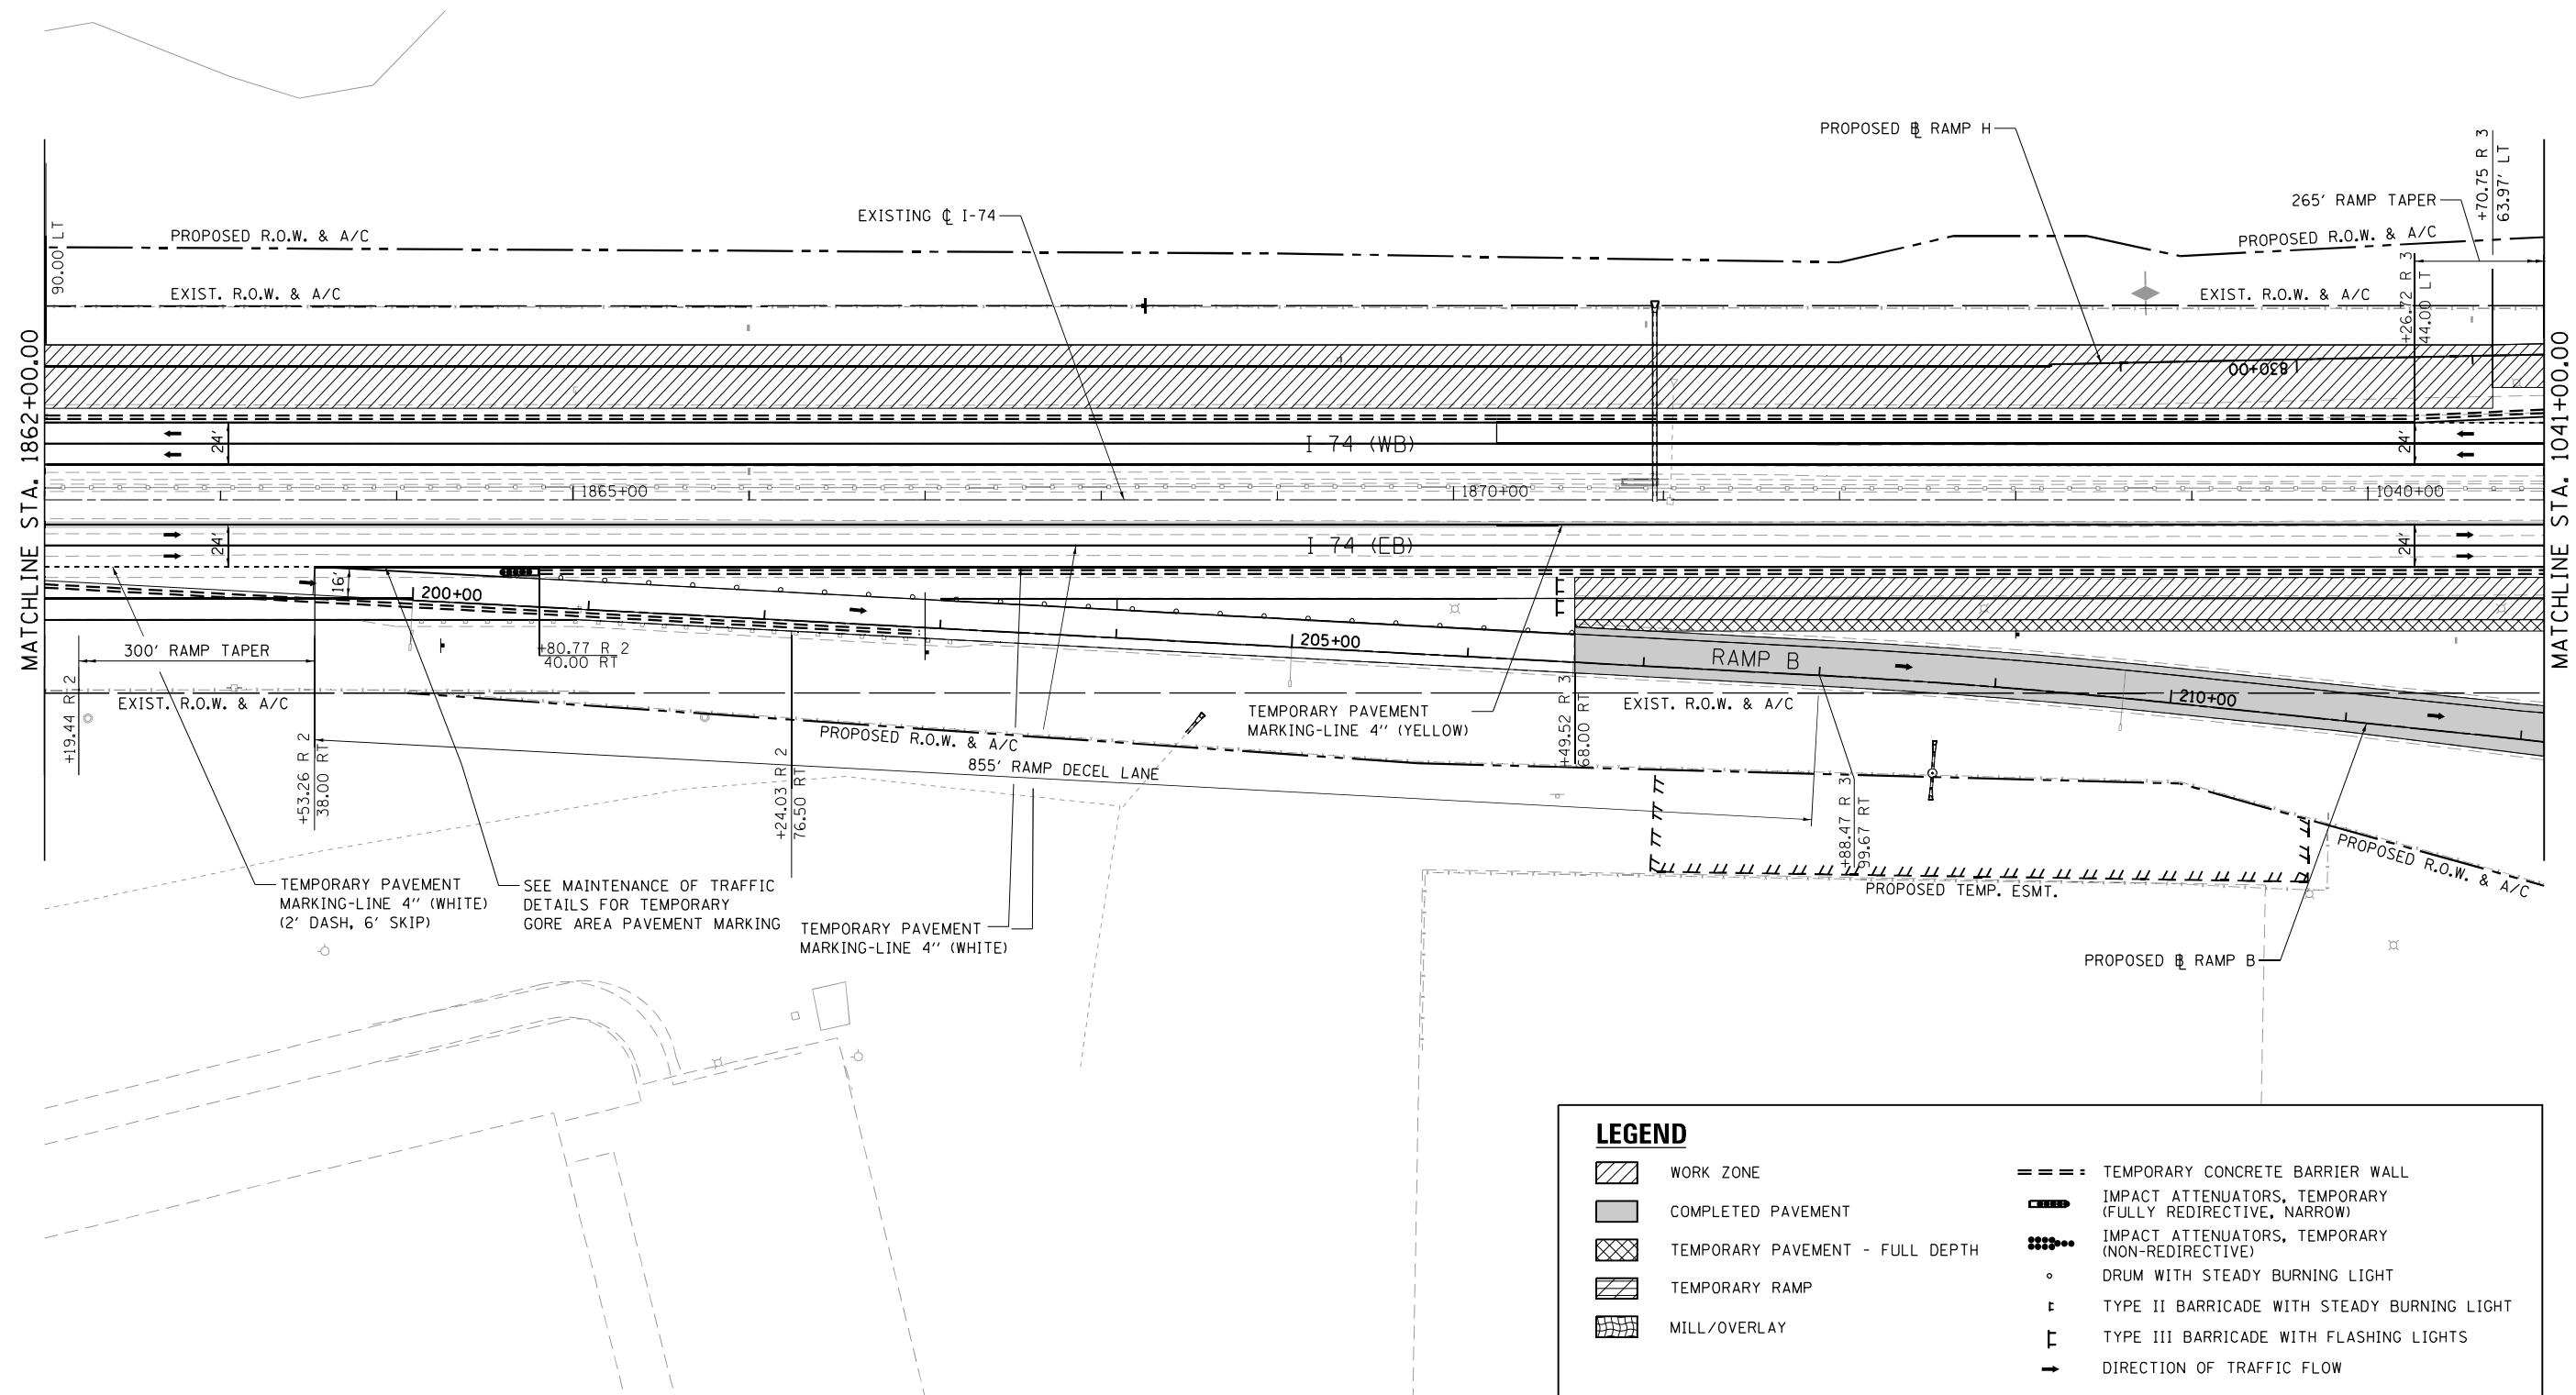 PROPOSED ⅊ RAMP H
+70.75 R 3
63.97' LT
265' RAMP TAPER
EXISTING ℄ I-74
90.00' LT
PROPOSED R.O.W. & A/C
PROPOSED R.O.W. & A/C
EXIST. R.O.W. & A/C
EXIST. R.O.W. & A/C
+26.72 R 3
44.00 LT
MATCHLINE STA. 1862+00.00
MATCHLINE STA. 1041+00.00
830+00
24'
I 74 (WB)
24'
1865+00
1870+00
1040+00
24'
I 74 (EB)
24'
16'
200+00
+80.77 R 2
40.00 RT
205+00
RAMP B
210+00
300' RAMP TAPER
EXIST. R.O.W. & A/C
EXIST. R.O.W. & A/C
+19.44 R 2
+53.26 R 2
38.00 RT
+24.03 R 2
76.50 RT
PROPOSED R.O.W. & A/C
855' RAMP DECEL LANE
TEMPORARY PAVEMENT
MARKING-LINE 4" (YELLOW)
+49.52 R 3
68.00 RT
+88.47 R 3
99.67 RT
PROPOSED R.O.W. & A/C
PROPOSED TEMP. ESMT.
TEMPORARY PAVEMENT
MARKING-LINE 4" (WHITE)
(2' DASH, 6' SKIP)
SEE MAINTENANCE OF TRAFFIC
DETAILS FOR TEMPORARY
GORE AREA PAVEMENT MARKING
TEMPORARY PAVEMENT
MARKING-LINE 4" (WHITE)
PROPOSED ⅊ RAMP B
LEGEND
WORK ZONE
COMPLETED PAVEMENT
TEMPORARY PAVEMENT - FULL DEPTH
TEMPORARY RAMP
MILL/OVERLAY
TEMPORARY CONCRETE BARRIER WALL
IMPACT ATTENUATORS, TEMPORARY
(FULLY REDIRECTIVE, NARROW)
IMPACT ATTENUATORS, TEMPORARY
(NON-REDIRECTIVE)
DRUM WITH STEADY BURNING LIGHT
TYPE II BARRICADE WITH STEADY BURNING LIGHT
TYPE III BARRICADE WITH FLASHING LIGHTS
DIRECTION OF TRAFFIC FLOW